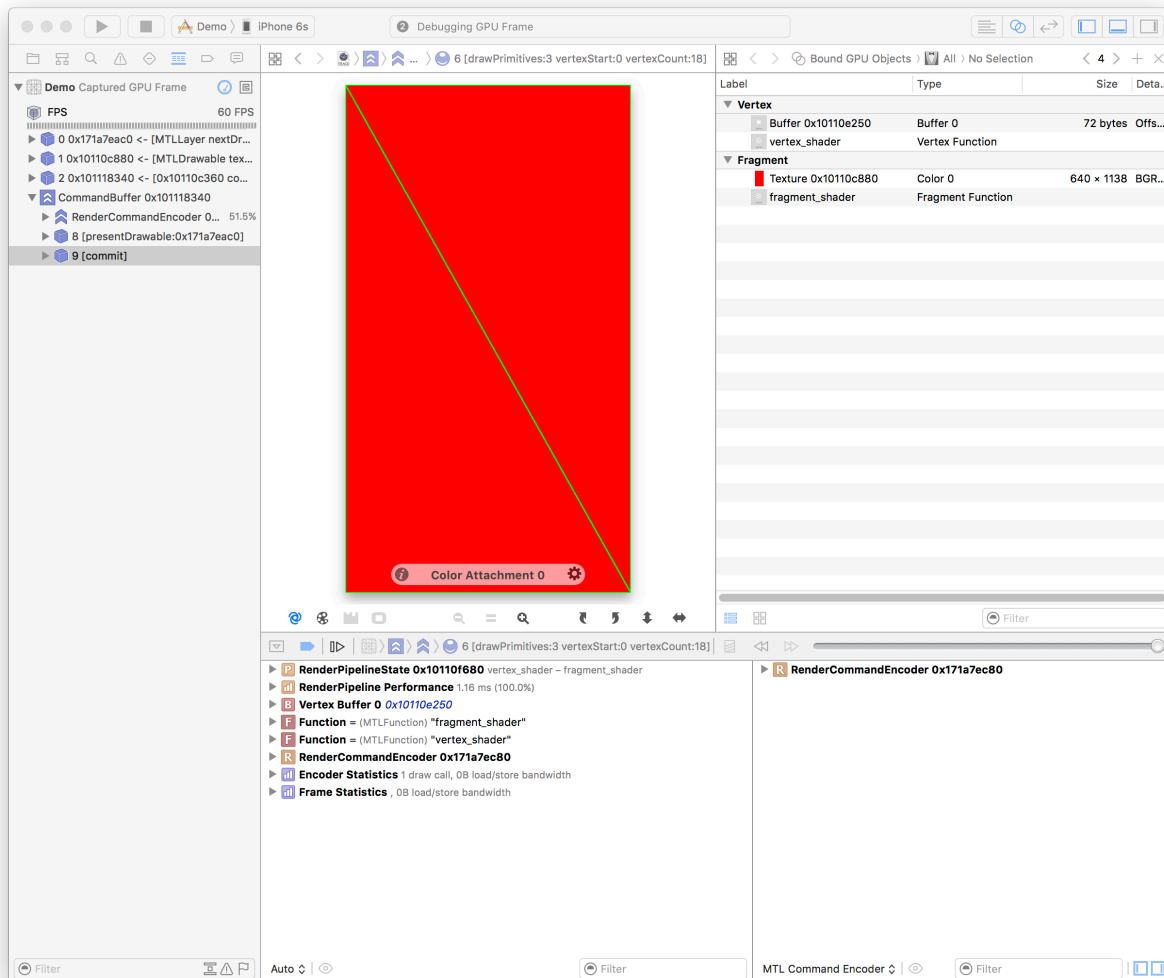 Demo 〉 iPhone 6s
2 Debugging GPU Frame
Demo Captured GPU Frame
FPS 60 FPS
0 0x171a7eac0 <- [MTLLayer nextDr...
1 0x10110c880 <- [MTLDrawable tex...
2 0x101118340 <- [0x10110c360 co...
CommandBuffer 0x101118340
RenderCommandEncoder 0... 51.5%
8 [presentDrawable:0x171a7eac0]
9 [commit]
Filter
... 6 [drawPrimitives:3 vertexStart:0 vertexCount:18]
Color Attachment 0
Bound GPU Objects 〉 All 〉 No Selection 4
Label Type Size Deta...
Vertex
Buffer 0x10110e250 Buffer 0 72 bytes Offs...
vertex_shader Vertex Function
Fragment
Texture 0x10110c880 Color 0 640 × 1138 BGR...
fragment_shader Fragment Function
Filter
6 [drawPrimitives:3 vertexStart:0 vertexCount:18]
P RenderPipelineState 0x10110f680 vertex_shader – fragment_shader
RenderPipeline Performance 1.16 ms (100.0%)
B Vertex Buffer 0 0x10110e250
F Function = (MTLFunction) "fragment_shader"
F Function = (MTLFunction) "vertex_shader"
R RenderCommandEncoder 0x171a7ec80
Encoder Statistics 1 draw call, 0B load/store bandwidth
Frame Statistics , 0B load/store bandwidth
Auto Filter
R RenderCommandEncoder 0x171a7ec80
MTL Command Encoder Filter